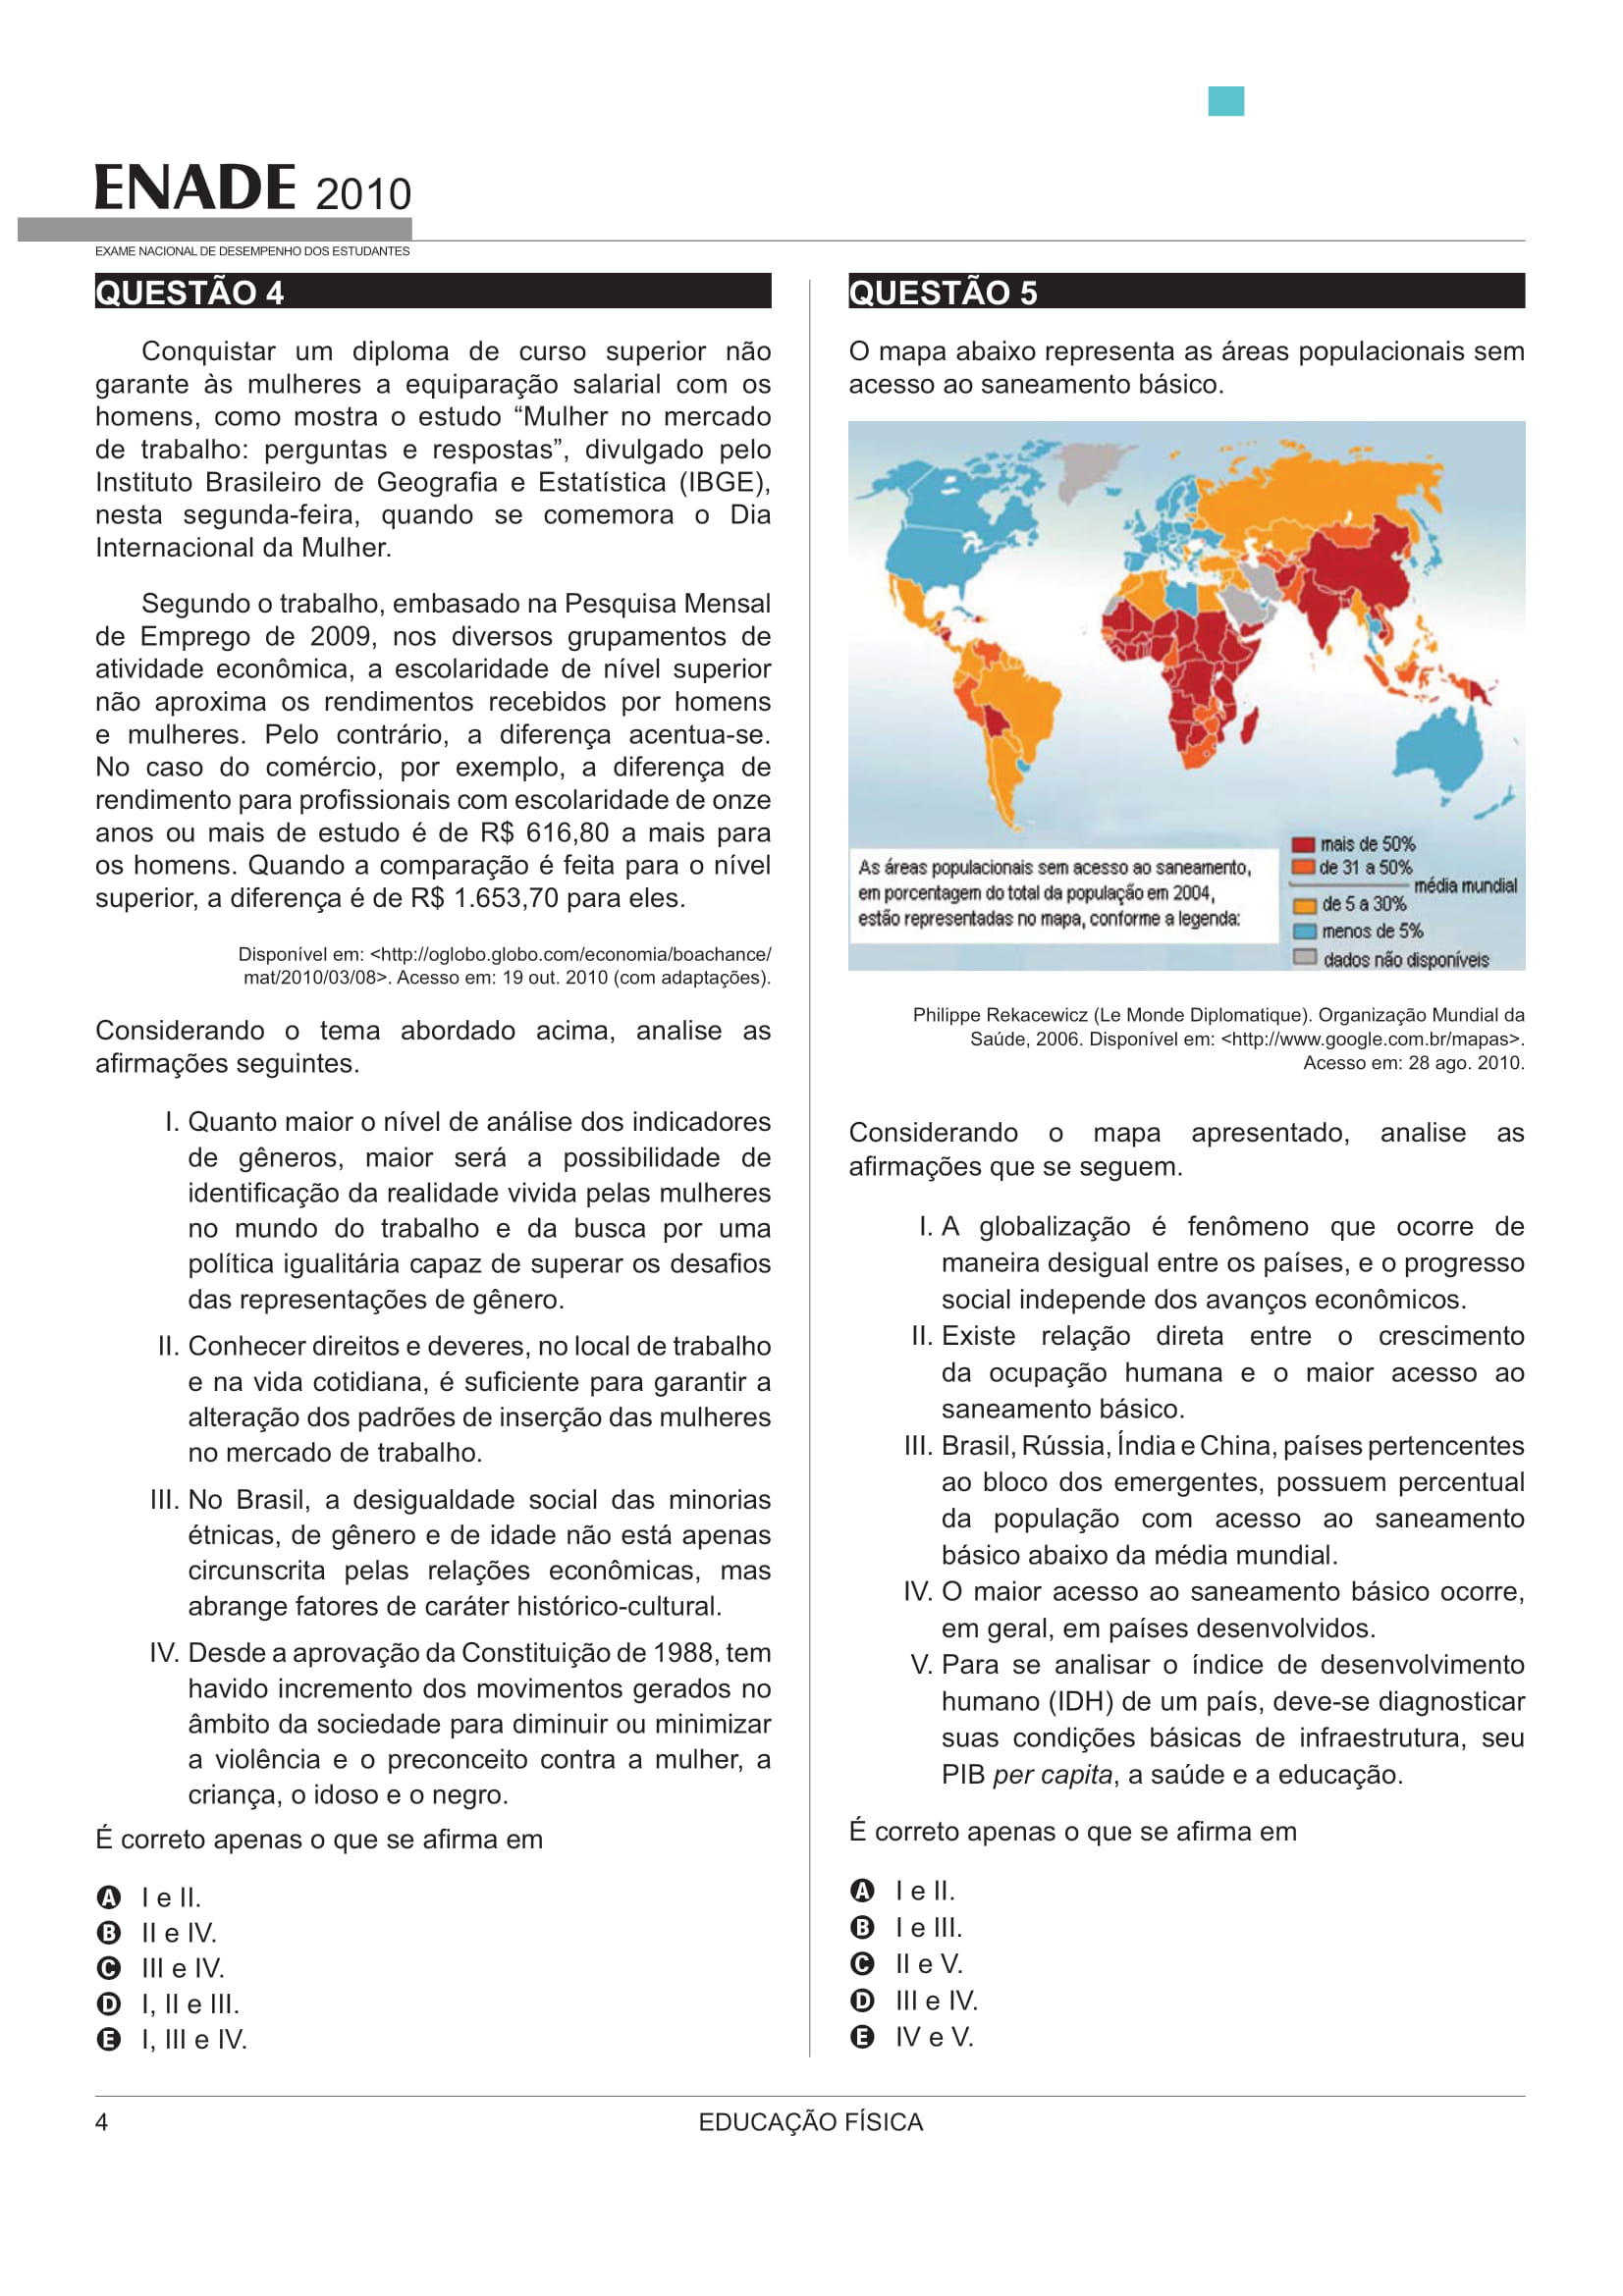 ENADE 2010
EXAME NACIONAL DE DESEMPENHO DOS ESTUDANTES
QUESTÃO 4
Conquistar um diploma de curso superior não
garante às mulheres a equiparação salarial com os
homens, como mostra o estudo “Mulher no mercado
de trabalho: perguntas e respostas”, divulgado pelo
Instituto Brasileiro de Geografia e Estatística (IBGE),
nesta segunda-feira, quando se comemora o Dia
Internacional da Mulher.
Segundo o trabalho, embasado na Pesquisa Mensal
de Emprego de 2009, nos diversos grupamentos de
atividade econômica, a escolaridade de nível superior
não aproxima os rendimentos recebidos por homens
e mulheres. Pelo contrário, a diferença acentua-se.
No caso do comércio, por exemplo, a diferença de
rendimento para profissionais com escolaridade de onze
anos ou mais de estudo é de R$ 616,80 a mais para
os homens. Quando a comparação é feita para o nível
superior, a diferença é de R$ 1.653,70 para eles.
Disponível em: <http://oglobo.globo.com/economia/boachance/
mat/2010/03/08>. Acesso em: 19 out. 2010 (com adaptações).
Considerando o tema abordado acima, analise as
afirmações seguintes.
I. Quanto maior o nível de análise dos indicadores
de gêneros, maior será a possibilidade de
identificação da realidade vivida pelas mulheres
no mundo do trabalho e da busca por uma
política igualitária capaz de superar os desafios
das representações de gênero.
II. Conhecer direitos e deveres, no local de trabalho
e na vida cotidiana, é suficiente para garantir a
alteração dos padrões de inserção das mulheres
no mercado de trabalho.
III. No Brasil, a desigualdade social das minorias
étnicas, de gênero e de idade não está apenas
circunscrita pelas relações econômicas, mas
abrange fatores de caráter histórico-cultural.
IV. Desde a aprovação da Constituição de 1988, tem
havido incremento dos movimentos gerados no
âmbito da sociedade para diminuir ou minimizar
a violência e o preconceito contra a mulher, a
criança, o idoso e o negro.
É correto apenas o que se afirma em
A I e II.
B II e IV.
C III e IV.
D I, II e III.
E I, III e IV.
QUESTÃO 5
O mapa abaixo representa as áreas populacionais sem
acesso ao saneamento básico.
As áreas populacionais sem acesso ao saneamento,
em porcentagem do total da população em 2004,
estão representadas no mapa, conforme a legenda:
mais de 50%
de 31 a 50%
média mundial
de 5 a 30%
menos de 5%
dados não disponíveis
Philippe Rekacewicz (Le Monde Diplomatique). Organização Mundial da
Saúde, 2006. Disponível em: <http://www.google.com.br/mapas>.
Acesso em: 28 ago. 2010.
Considerando o mapa apresentado, analise as
afirmações que se seguem.
I. A globalização é fenômeno que ocorre de
maneira desigual entre os países, e o progresso
social independe dos avanços econômicos.
II. Existe relação direta entre o crescimento
da ocupação humana e o maior acesso ao
saneamento básico.
III. Brasil, Rússia, Índia e China, países pertencentes
ao bloco dos emergentes, possuem percentual
da população com acesso ao saneamento
básico abaixo da média mundial.
IV. O maior acesso ao saneamento básico ocorre,
em geral, em países desenvolvidos.
V. Para se analisar o índice de desenvolvimento
humano (IDH) de um país, deve-se diagnosticar
suas condições básicas de infraestrutura, seu
PIB per capita, a saúde e a educação.
É correto apenas o que se afirma em
A I e II.
B I e III.
C II e V.
D III e IV.
E IV e V.
4
EDUCAÇÃO FÍSICA